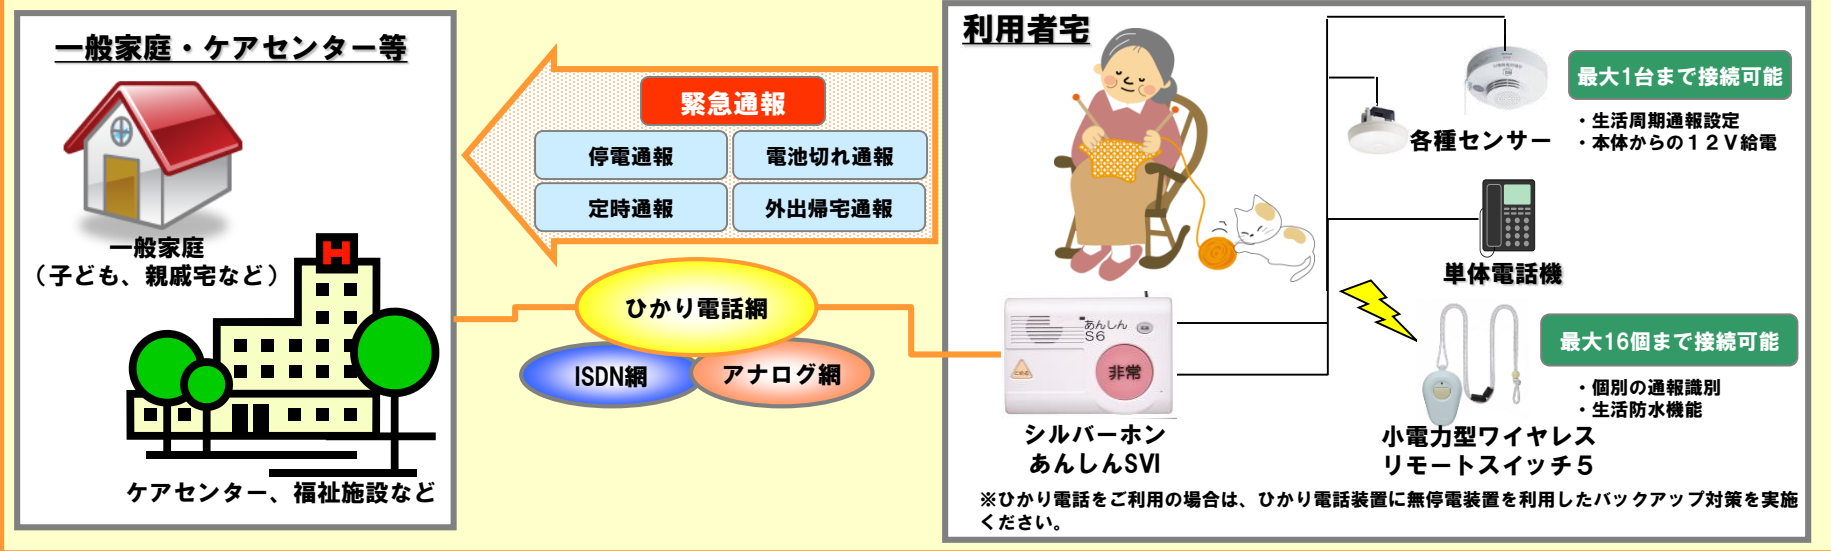 一般家庭・ケアセンター等
一般家庭
（子ども、親戚宅など）
H
ケアセンター、福祉施設など
緊急通報
停電通報
電池切れ通報
定時通報
外出帰宅通報
ひかり電話網
ISDN網
アナログ網
利用者宅
各種センサー
最大1台まで接続可能
・生活周期通報設定
・本体からの１２Ｖ給電
単体電話機
あんしん
S6
非常
シルバーホン
あんしんSⅥ
最大16個まで接続可能
・個別の通報識別
・生活防水機能
小電力型ワイヤレス
リモートスイッチ５
※ひかり電話をご利用の場合は、ひかり電話装置に無停電装置を利用したバックアップ対策を実施
ください。